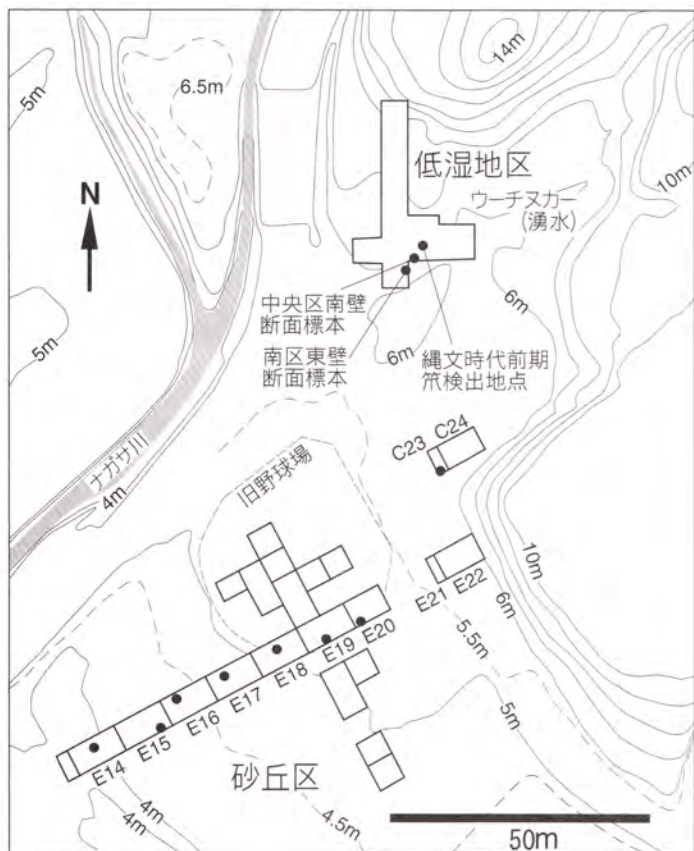 14m
5m
6.5m
10m
低湿地区
ウーチヌカー
(湧水)
N
6m
中央区南壁
断面標本
6m
5m
南区東壁
断面標本
縄文時代前期
笊検出地点
C23 C24
ナガサ川
旧野球場
4m
10m
E21 E22
6m
5.5m
E20
E19
E18
5m
E17
E16
E15
E14
砂丘区
4m
4m
4.5m
50m